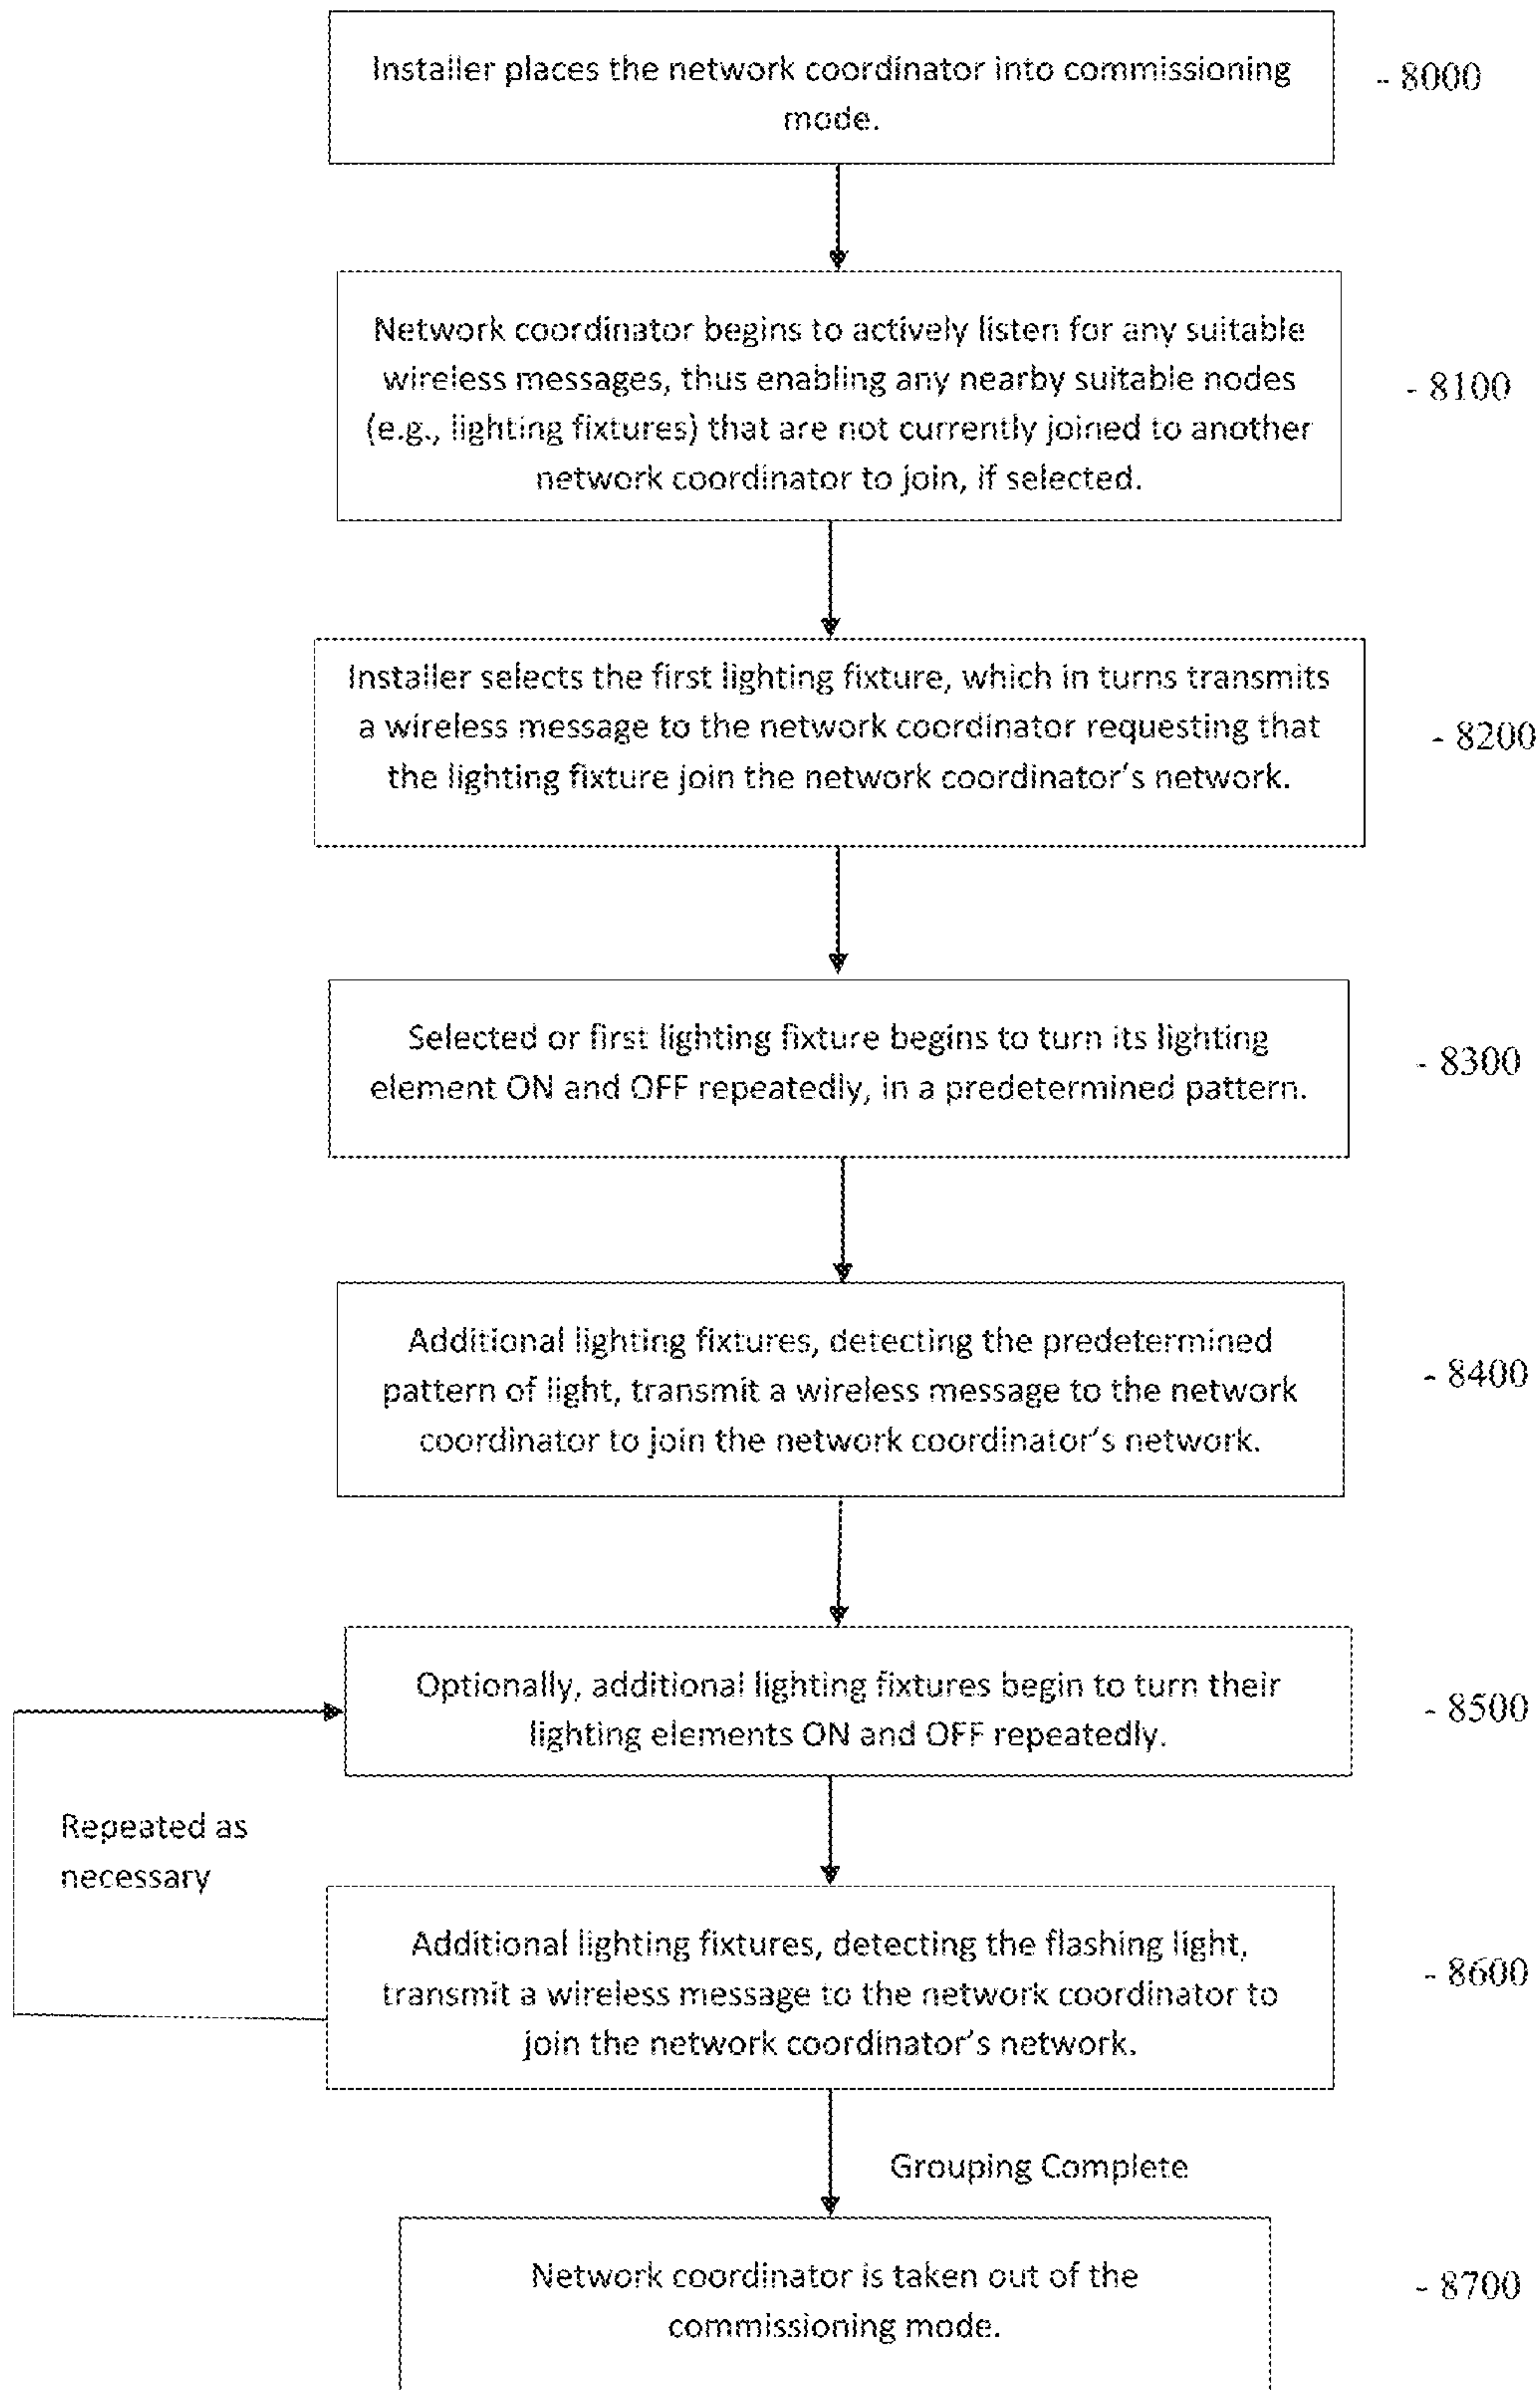 Installer places the network coordinator into commissioning
mode.
- 8000
Network coordinator begins to actively listen for any suitable
wireless messages, thus enabling any nearby suitable nodes
(e.g., lighting fixtures) that are not currently joined to another
network coordinator to join, if selected.
- 8100
Installer selects the first lighting fixture, which in turns transmits
a wireless message to the network coordinator requesting that
the lighting fixture join the network coordinator's network.
- 8200
Selected or first lighting fixture begins to turn its lighting
element ON and OFF repeatedly, in a predetermined pattern.
- 8300
Additional lighting fixtures, detecting the predetermined
pattern of light, transmit a wireless message to the network
coordinator to join the network coordinator's network.
- 8400
Optionally, additional lighting fixtures begin to turn their
lighting elements ON and OFF repeatedly.
- 8500
Repeated as
necessary
Additional lighting fixtures, detecting the flashing light,
transmit a wireless message to the network coordinator to
join the network coordinator's network.
- 8600
Grouping Complete
Network coordinator is taken out of the
commissioning mode.
- 8700